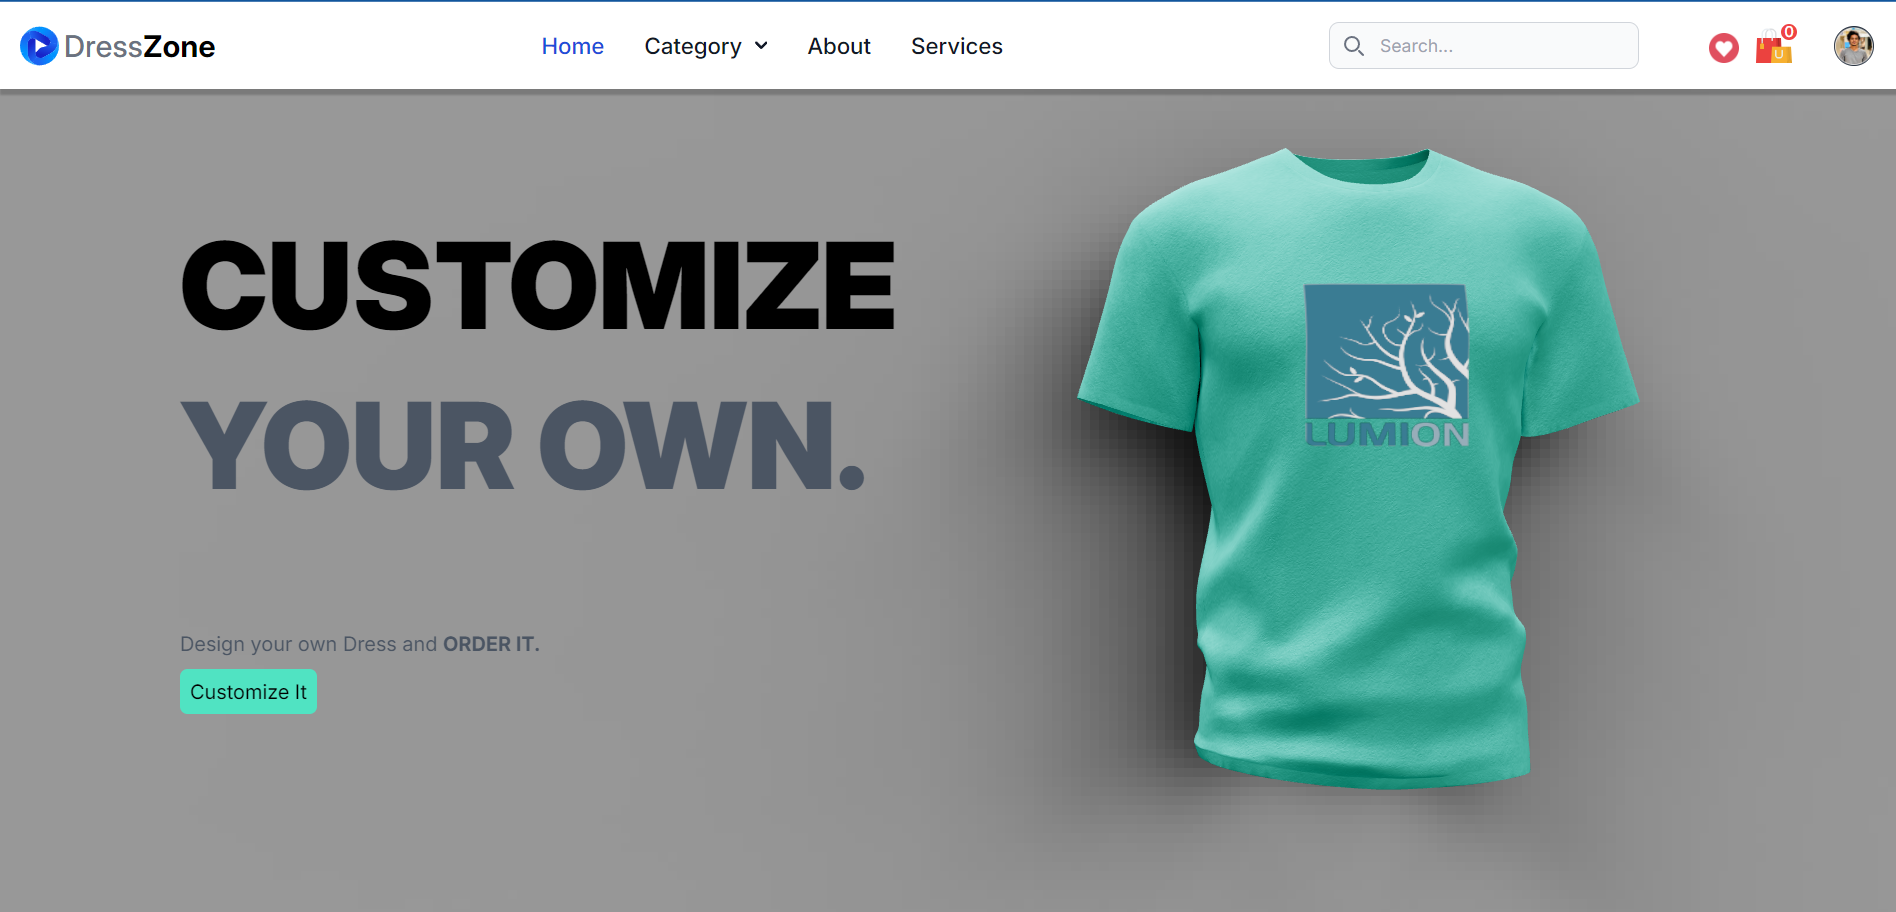 DressZone
Home Category About Services
Search...
0
U
CUSTOMIZE
YOUR OWN.
LUMION
Design your own Dress and ORDER IT.
Customize It